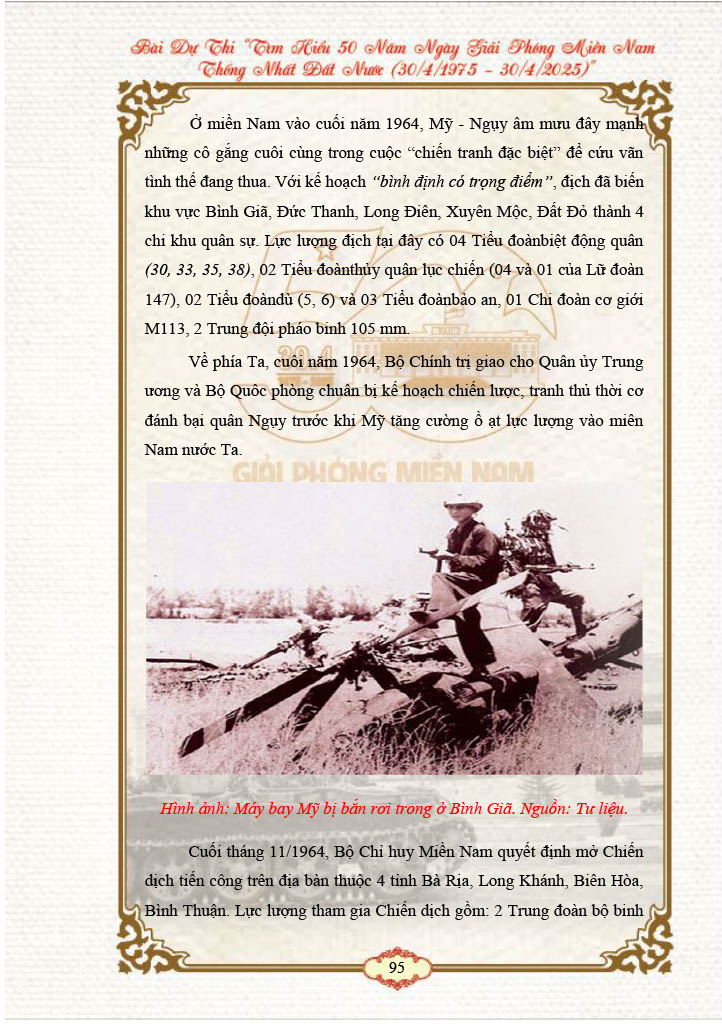 Bài Dự Thi “Tìm Hiểu 50 Năm Ngày Giải Phóng Miền Nam
Thống Nhất Đất Nước (30/4/1975 – 30/4/2025)”
Ở miền Nam vào cuối năm 1964, Mỹ - Ngụy âm mưu đây mạnh
những cô gắng cuôi cùng trong cuộc “chiến tranh đặc biệt” để cứu vãn
tình thế đang thua. Với kế hoạch “bình định có trọng điểm”, địch đã biến
khu vực Bình Giã, Đức Thanh, Long Điên, Xuyên Mộc, Đất Đỏ thành 4
chi khu quân sự. Lực lượng địch tại đây có 04 Tiểu đoànbiệt động quân
(30, 33, 35, 38), 02 Tiểu đoànthủy quân lục chiến (04 và 01 của Lữ đoàn
147), 02 Tiểu đoàndù (5, 6) và 03 Tiểu đoànbảo an, 01 Chi đoàn cơ giới
M113, 2 Trung đội pháo binh 105 mm.
Về phía Ta, cuôi năm 1964, Bộ Chính trị giao cho Quân ủy Trung
ương và Bộ Quôc phòng chuân bị kế hoạch chiến lược, tranh thủ thời cơ
đánh bại quân Ngụy trước khi Mỹ tăng cường ồ ạt lực lượng vào miên
Nam nước Ta.
50
30.4
GIẢI PHÓNG MIỀN NAM
Hình ảnh: Máy bay Mỹ bị bắn rơi trong ở Bình Giã. Nguồn: Tư liệu.
Cuối tháng 11/1964, Bộ Chỉ huy Miền Nam quyết định mở Chiến
dịch tiến công trên địa bàn thuộc 4 tỉnh Bà Rịa, Long Khánh, Biên Hòa,
Bình Thuận. Lực lượng tham gia Chiến dịch gồm: 2 Trung đoàn bộ binh
95